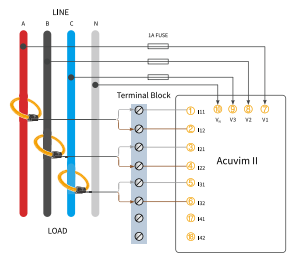 LINE
A B C N
1A FUSE
Terminal Block
⑩ ⑨ ⑧ ⑦
Vn V3 V2 V1
① I11
② I12
③ I21
④ I22
⑤ I31
⑥ I32
⑰ I41
⑱ I42
Acuvim II
LOAD